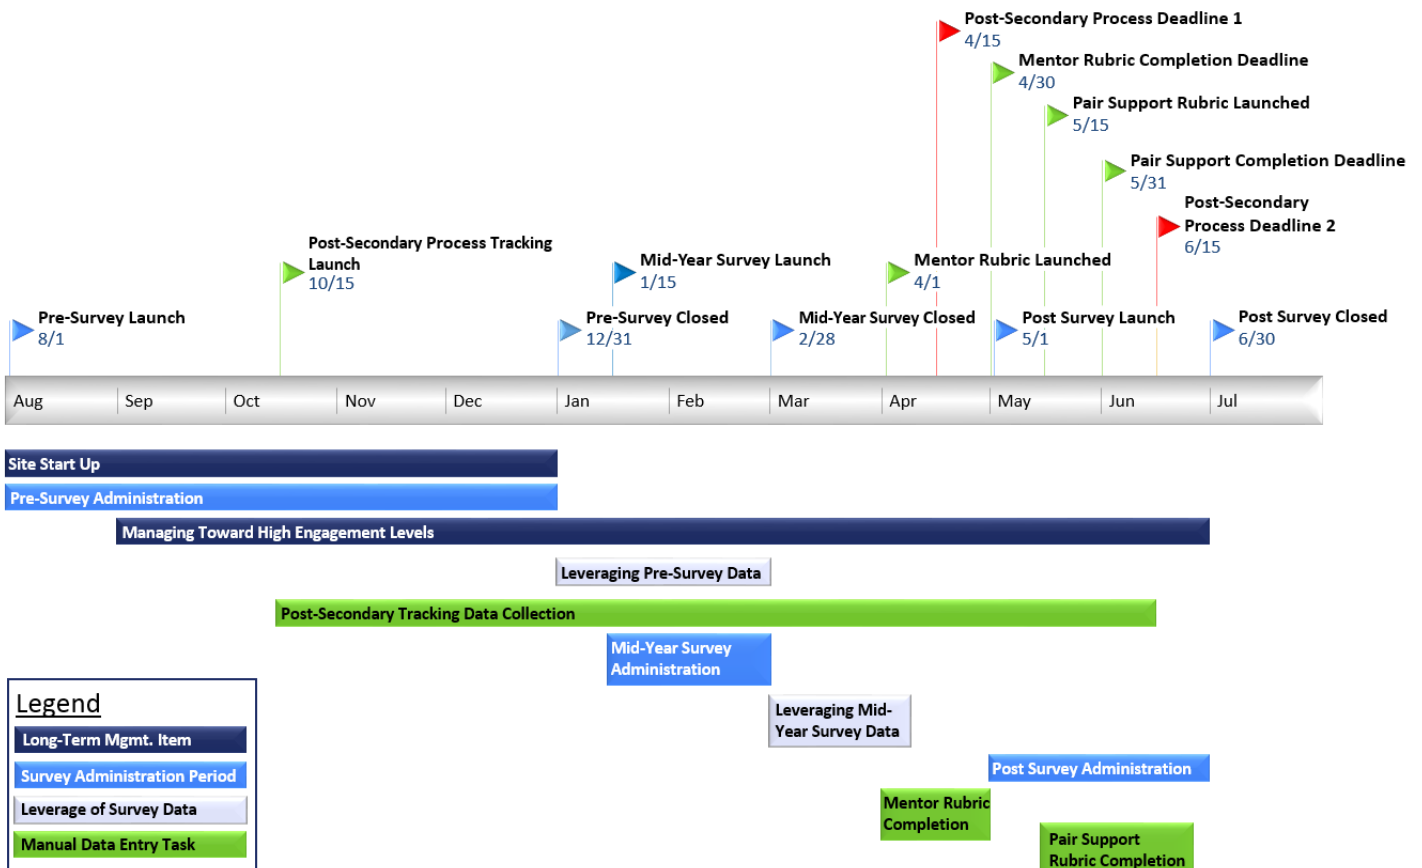 Post-Secondary Process Deadline 1
4/15
Mentor Rubric Completion Deadline
4/30
Pair Support Rubric Launched
5/15
Pair Support Completion Deadline
5/31
Post-Secondary
Process Deadline 2
6/15
Post-Secondary Process Tracking
Launch
10/15
Mid-Year Survey Launch
1/15
Mentor Rubric Launched
4/1
Pre-Survey Launch
8/1
Pre-Survey Closed
12/31
Mid-Year Survey Closed
2/28
Post Survey Launch
5/1
Post Survey Closed
6/30
Aug Sep Oct Nov Dec Jan Feb Mar Apr May Jun Jul
Site Start Up
Pre-Survey Administration
Managing Toward High Engagement Levels
Leveraging Pre-Survey Data
Post-Secondary Tracking Data Collection
Mid-Year Survey
Administration
Leveraging Mid-
Year Survey Data
Post Survey Administration
Mentor Rubric
Completion
Pair Support
Rubric Completion
Legend
Long-Term Mgmt. Item
Survey Administration Period
Leverage of Survey Data
Manual Data Entry Task